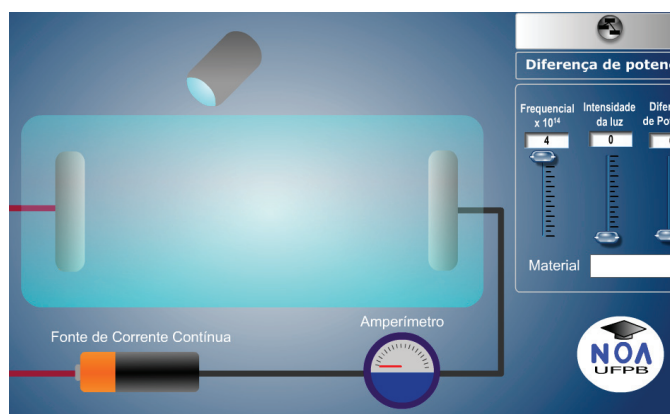 Diferença de poten
Frequencial
x 10¹⁴
4
Intensidade
da luz
0
Difer
de Po
Material
Fonte de Corrente Contínua
Amperímetro
NOA
UFPB